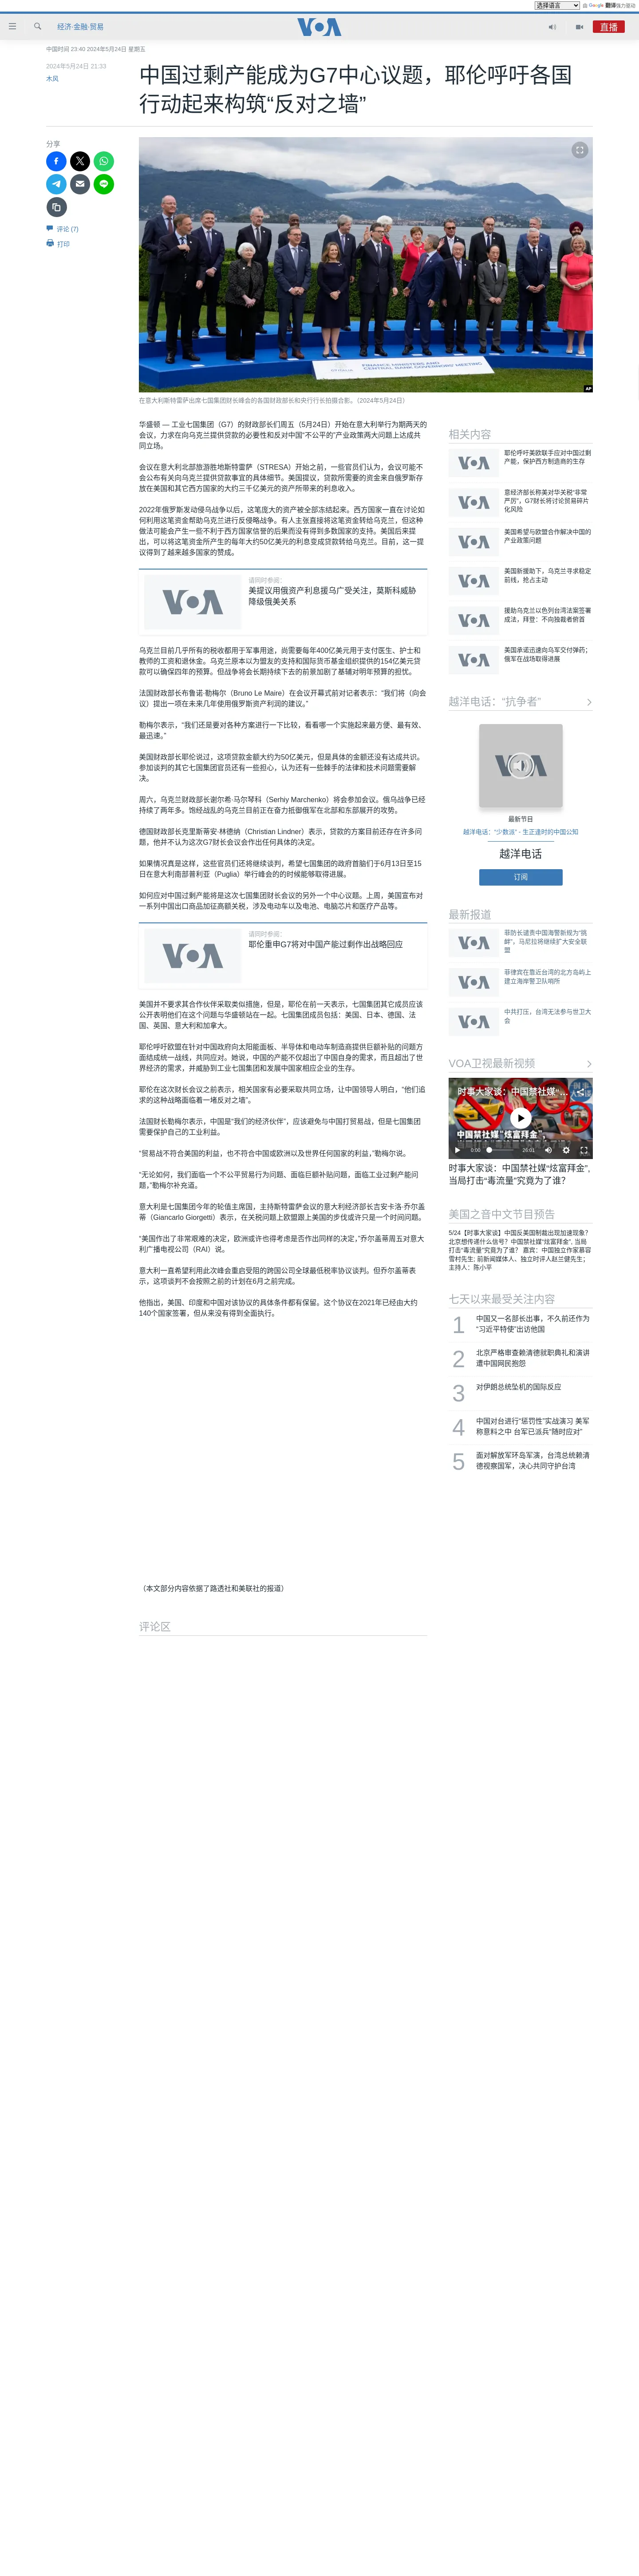 选择语言 由 Google 翻译强力驱动
经济·金融·贸易
VOA
直播
中国时间 23:40 2024年5月24日 星期五
2024年5月24日 21:33
木风
中国过剩产能成为G7中心议题，耶伦呼吁各国
行动起来构筑“反对之墙”
分享
评论 (7)
打印
FINANCE MINISTERS AND
CENTRAL BANK GOVERNORS' MEETING
AP
在意大利斯特雷萨出席七国集团财长峰会的各国财政部长和央行行长拍摄合影。（2024年5月24日）
华盛顿 — 工业七国集团（G7）的财政部长们周五（5月24日）开始在意大利举行为期两天的
会议，力求在向乌克兰提供贷款的必要性和反对中国“不公平的”产业政策两大问题上达成共
同立场。
会议在意大利北部旅游胜地斯特雷萨（STRESA）开始之前，一些官员们认为，会议可能不
会公布有关向乌克兰提供贷款事宜的具体细节。美国提议，贷款所需要的资金来自俄罗斯存
放在美国和其它西方国家的大约三千亿美元的资产所带来的利息收入。
2022年俄罗斯发动侵乌战争以后，这笔庞大的资产被全部冻结起来。西方国家一直在讨论如
何利用这笔资金帮助乌克兰进行反侵略战争。有人主张直接将这笔资金转给乌克兰，但这种
做法可能会产生一些不利于西方国家信誉的后果而没有得到多数国家的支持。美国后来提
出，可以将这笔资金所产生的每年大约50亿美元的利息变成贷款转给乌克兰。目前，这一提
议得到了越来越多国家的赞成。
请同时参阅：
美提议用俄资产利息援乌广受关注，莫斯科威胁
降级俄美关系
VOA
乌克兰目前几乎所有的税收都用于军事用途，尚需要每年400亿美元用于支付医生、护士和
教师的工资和退休金。乌克兰原本以为盟友的支持和国际货币基金组织提供的154亿美元贷
款可以确保四年的预算。但战争将会长期持续下去的前景加剧了基辅对明年预算的担忧。
法国财政部长布鲁诺·勒梅尔（Bruno Le Maire）在会议开幕式前对记者表示：“我们将（向会
议）提出一项在未来几年使用俄罗斯资产利润的建议。”
勒梅尔表示，“我们还是要对各种方案进行一下比较，看看哪一个实施起来最方便、最有效、
最迅速。”
美国财政部长耶伦说过，这项贷款金额大约为50亿美元，但是具体的金额还没有达成共识。
参加谈判的其它七国集团官员还有一些担心，认为还有一些棘手的法律和技术问题需要解
决。
周六，乌克兰财政部长谢尔希·马尔琴科（Serhiy Marchenko）将会参加会议。俄乌战争已经
持续了两年多。饱经战乱的乌克兰目前正在奋力抵御俄军在北部和东部展开的攻势。
德国财政部长克里斯蒂安·林德纳（Christian Lindner）表示，贷款的方案目前还存在许多问
题，他并不认为这次G7财长会议会作出任何具体的决定。
如果情况真是这样，这些官员们还将继续谈判，希望七国集团的政府首脑们于6月13日至15
日在意大利南部普利亚（Puglia）举行峰会的的时候能够取得进展。
如何应对中国过剩产能将是这次七国集团财长会议的另外一个中心议题。上周，美国宣布对
一系列中国出口商品加征高额关税，涉及电动车以及电池、电脑芯片和医疗产品等。
请同时参阅：
耶伦重申G7将对中国产能过剩作出战略回应
VOA
美国并不要求其合作伙伴采取类似措施，但是，耶伦在前一天表示，七国集团其它成员应该
公开表明他们在这个问题与华盛顿站在一起。七国集团成员包括：美国、日本、德国、法
国、英国、意大利和加拿大。
耶伦呼吁欧盟在针对中国政府向太阳能面板、半导体和电动车制造商提供巨额补贴的问题方
面结成统一战线，共同应对。她说，中国的产能不仅超出了中国自身的需求，而且超出了世
界经济的需求，并威胁到工业七国集团和发展中国家相应企业的生存。
耶伦在这次财长会议之前表示，相关国家有必要采取共同立场，让中国领导人明白，“他们追
求的这种战略面临着一堵反对之墙”。
法国财长勒梅尔表示，中国是“我们的经济伙伴”，应该避免与中国打贸易战，但是七国集团
需要保护自己的工业利益。
“贸易战不符合美国的利益，也不符合中国或欧洲以及世界任何国家的利益，”勒梅尔说。
“无论如何，我们面临一个不公平贸易行为问题、面临巨额补贴问题，面临工业过剩产能问
题，”勒梅尔补充道。
意大利是七国集团今年的轮值主席国，主持斯特雷萨会议的意大利经济部长吉安卡洛·乔尔盖
蒂（Giancarlo Giorgetti）表示，在关税问题上欧盟跟上美国的步伐或许只是一个时间问题。
“美国作出了非常艰难的决定，欧洲或许也得考虑是否作出同样的决定，”乔尔盖蒂周五对意大
利广播电视公司（RAI）说。
意大利一直希望利用此次峰会重启受阻的跨国公司全球最低税率协议谈判。但乔尔盖蒂表
示，这项谈判不会按照之前的计划在6月之前完成。
他指出，美国、印度和中国对该协议的具体条件都有保留。这个协议在2021年已经由大约
140个国家签署，但从来没有得到全面执行。
（本文部分内容依据了路透社和美联社的报道）
评论区
相关内容
VOA
耶伦呼吁美欧联手应对中国过剩
产能，保护西方制造商的生存
VOA
意经济部长称美对华关税“非常
严厉”，G7财长将讨论贸易碎片
化风险
VOA
美国希望与欧盟合作解决中国的
产业政策问题
VOA
美国新援助下，乌克兰寻求稳定
前线，抢占主动
VOA
援助乌克兰以色列台湾法案签署
成法，拜登：不向独裁者俯首
VOA
美国承诺迅速向乌军交付弹药；
俄军在战场取得进展
越洋电话：“抗争者”
VOA
最新节目
越洋电话：“少数派” - 生正逢时的中国公知
越洋电话
订阅
最新报道
VOA
菲防长谴责中国海警新规为“挑
衅”，马尼拉将继续扩大安全联
盟
VOA
菲律宾在靠近台湾的北方岛屿上
建立海岸警卫队哨所
VOA
中共打压，台湾无法参与世卫大
会
VOA卫视最新视频
时事大家谈：中国禁社媒“...
中国禁社媒“炫富拜金”，
0:00
25:01
时事大家谈：中国禁社媒“炫富拜金”，
当局打击“毒流量”究竟为了谁？
美国之音中文节目预告
5/24【时事大家谈】中国反美国制裁出现加速现象？
北京想传递什么信号？中国禁社媒“炫富拜金”, 当局
打击“毒流量”究竟为了谁？ 嘉宾：中国独立作家慕容
雪村先生; 前新闻媒体人、独立时评人赵兰健先生；
主持人：陈小平
七天以来最受关注内容
1 中国又一名部长出事，不久前还作为
“习近平特使”出访他国
2 北京严格审查赖清德就职典礼和演讲
遭中国网民抱怨
3 对伊朗总统坠机的国际反应
4 中国对台进行“惩罚性”实战演习 美军
称意料之中 台军已派兵“随时应对”
5 面对解放军环岛军演，台湾总统赖清
德视察国军，决心共同守护台湾